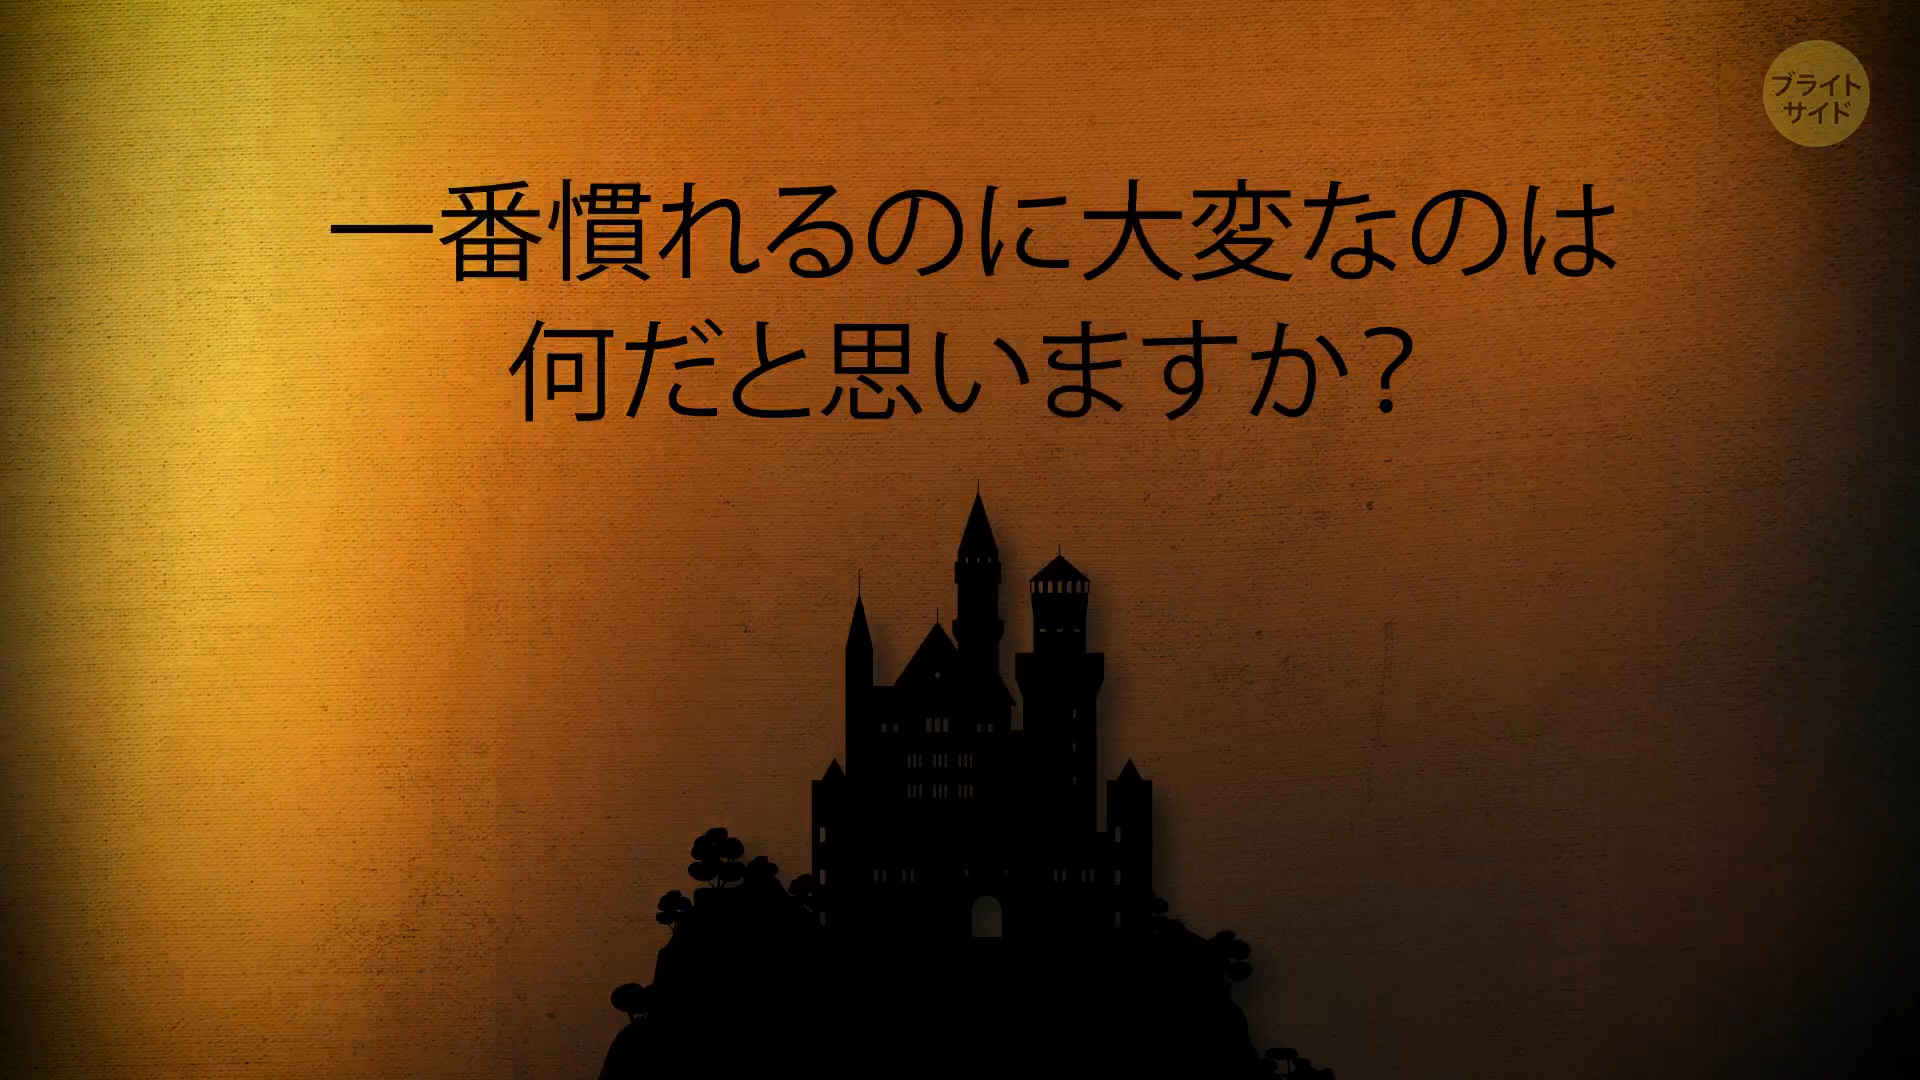 ブライト
サイド
一番慣れるのに大変なのは
何だと思いますか？